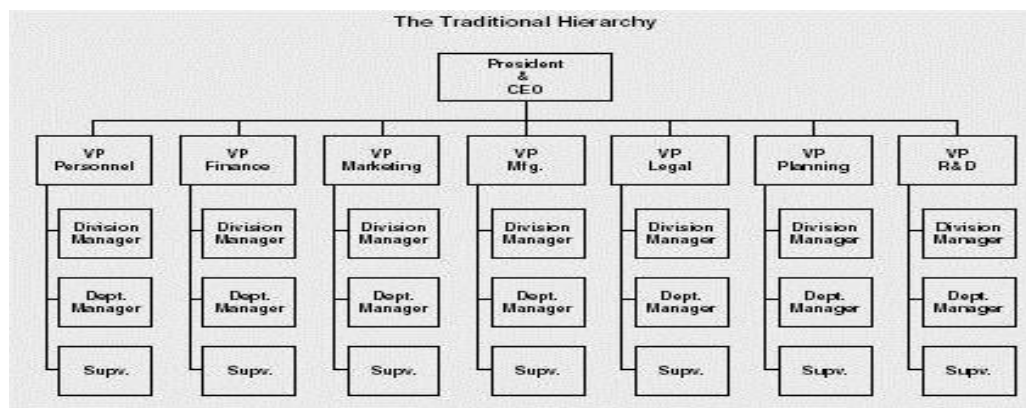 The Traditional Hierarchy
President
&
CEO
VP
Personnel
VP
Finance
VP
Marketing
VP
Mfg.
VP
Legal
VP
Planning
VP
R&D
Division
Manager
Division
Manager
Division
Manager
Division
Manager
Division
Manager
Division
Manager
Division
Manager
Dept.
Manager
Dept.
Manager
Dept.
Manager
Dept.
Manager
Dept.
Manager
Dept.
Manager
Dept.
Manager
Supv.
Supv.
Supv.
Supv.
Supv.
Supv.
Supv.